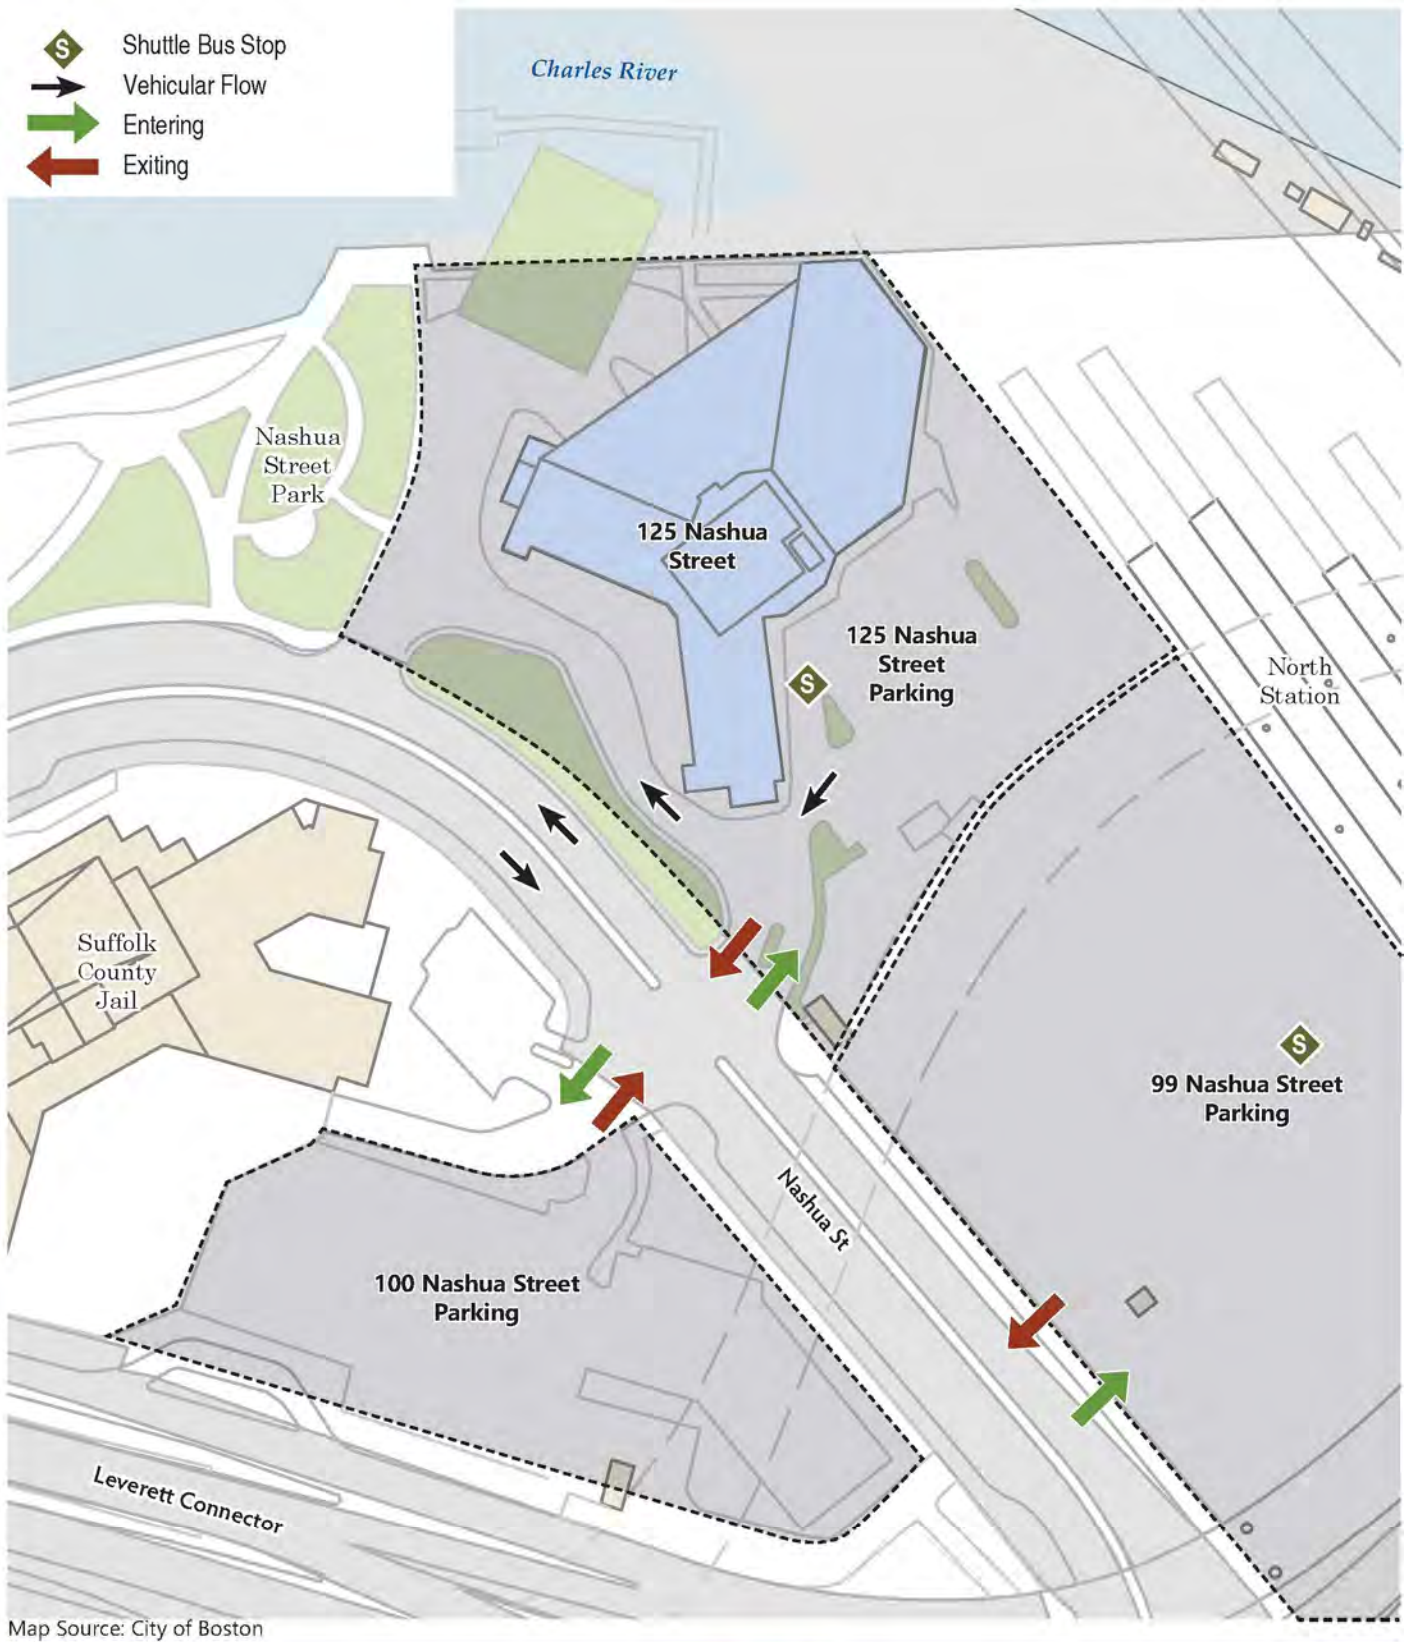 S Shuttle Bus Stop
Vehicular Flow
Entering
Exiting
Charles River
Nashua
Street
Park
125 Nashua
Street
125 Nashua
Street
Parking
S
North
Station
Suffolk
County
Jail
S
99 Nashua Street
Parking
Nashua St
100 Nashua Street
Parking
Leverett Connector
Map Source: City of Boston